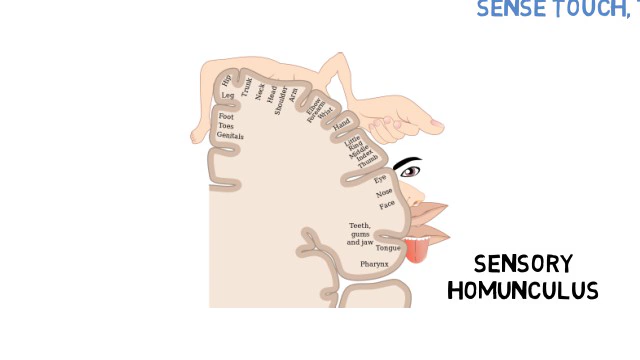 SENSE TOUCH,
Hip
Leg
Trunk
Neck
Head
Shoulder
Arm
Elbow
Forearm
Wrist
Hand
Little
Ring
Middle
Index
Thumb
Foot
Toes
Genitals
Eye
Nose
Face
Teeth,
gums
and jaw
Tongue
Pharynx
SENSORY
HOMUNCULUS